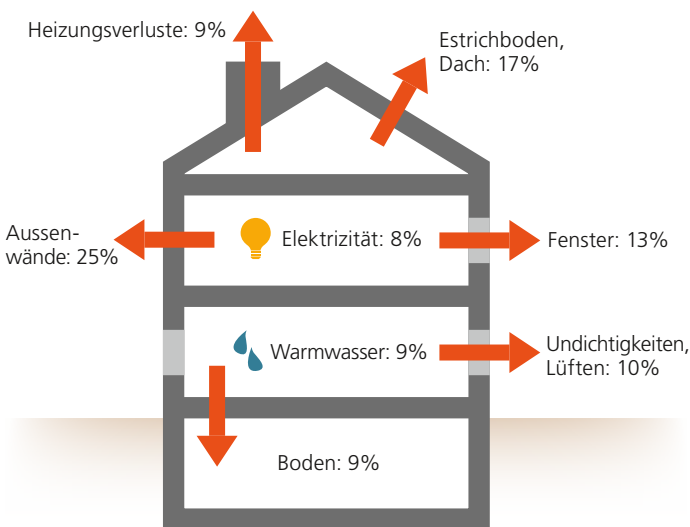 Heizungsverluste: 9%
Estrichboden,
Dach: 17%
Aussen-
wände: 25%
Elektrizität: 8%
Fenster: 13%
Warmwasser: 9%
Undichtigkeiten,
Lüften: 10%
Boden: 9%